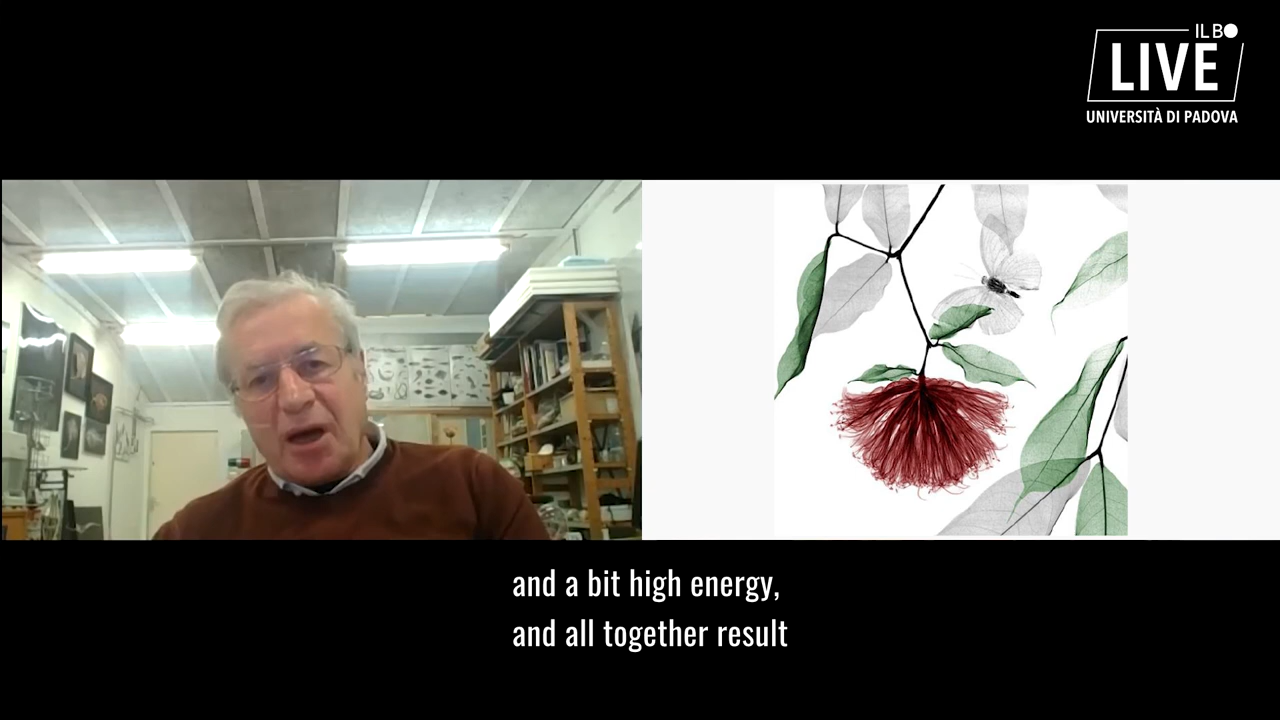 IL BO
LIVE
UNIVERSITÀ DI PADOVA
and a bit high energy,
and all together result